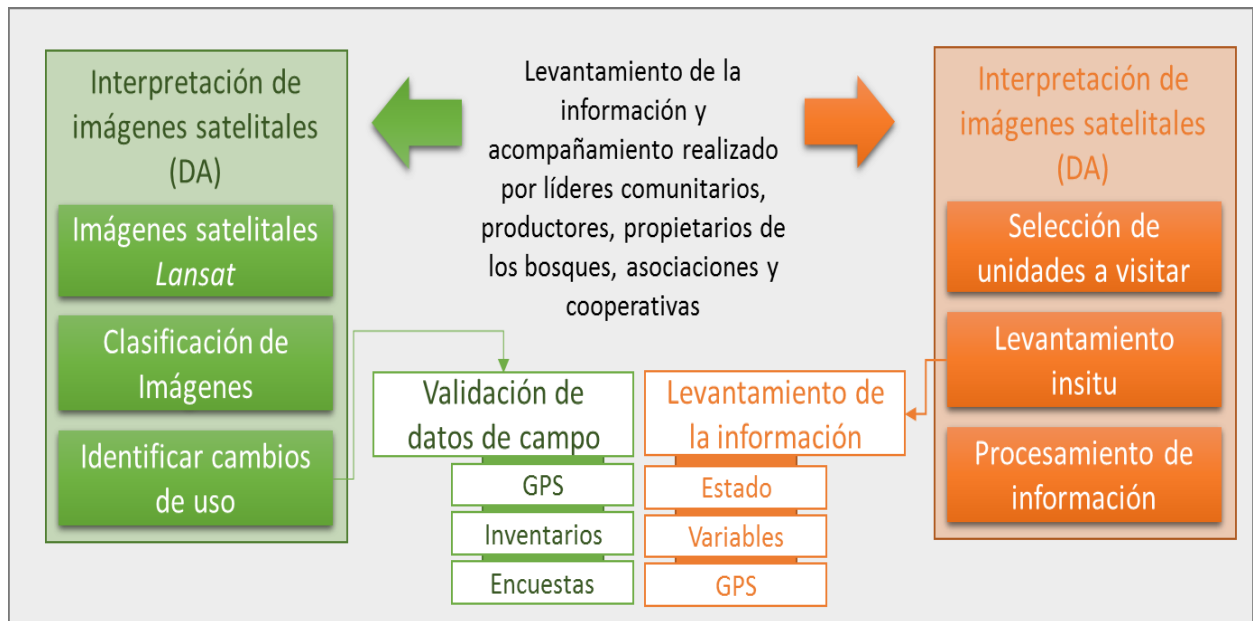 Interpretación de
imágenes satelitales
(DA)
Imágenes satelitales
Lansat
Clasificación de
Imágenes
Identificar cambios
de uso
Levantamiento de la
información y
acompañamiento realizado
por líderes comunitarios,
productores, propietarios de
los bosques, asociaciones y
cooperativas
Validación de
datos de campo
GPS
Inventarios
Encuestas
Levantamiento de
la información
Estado
Variables
GPS
Interpretación de
imágenes satelitales
(DA)
Selección de
unidades a visitar
Levantamiento
insitu
Procesamiento de
información